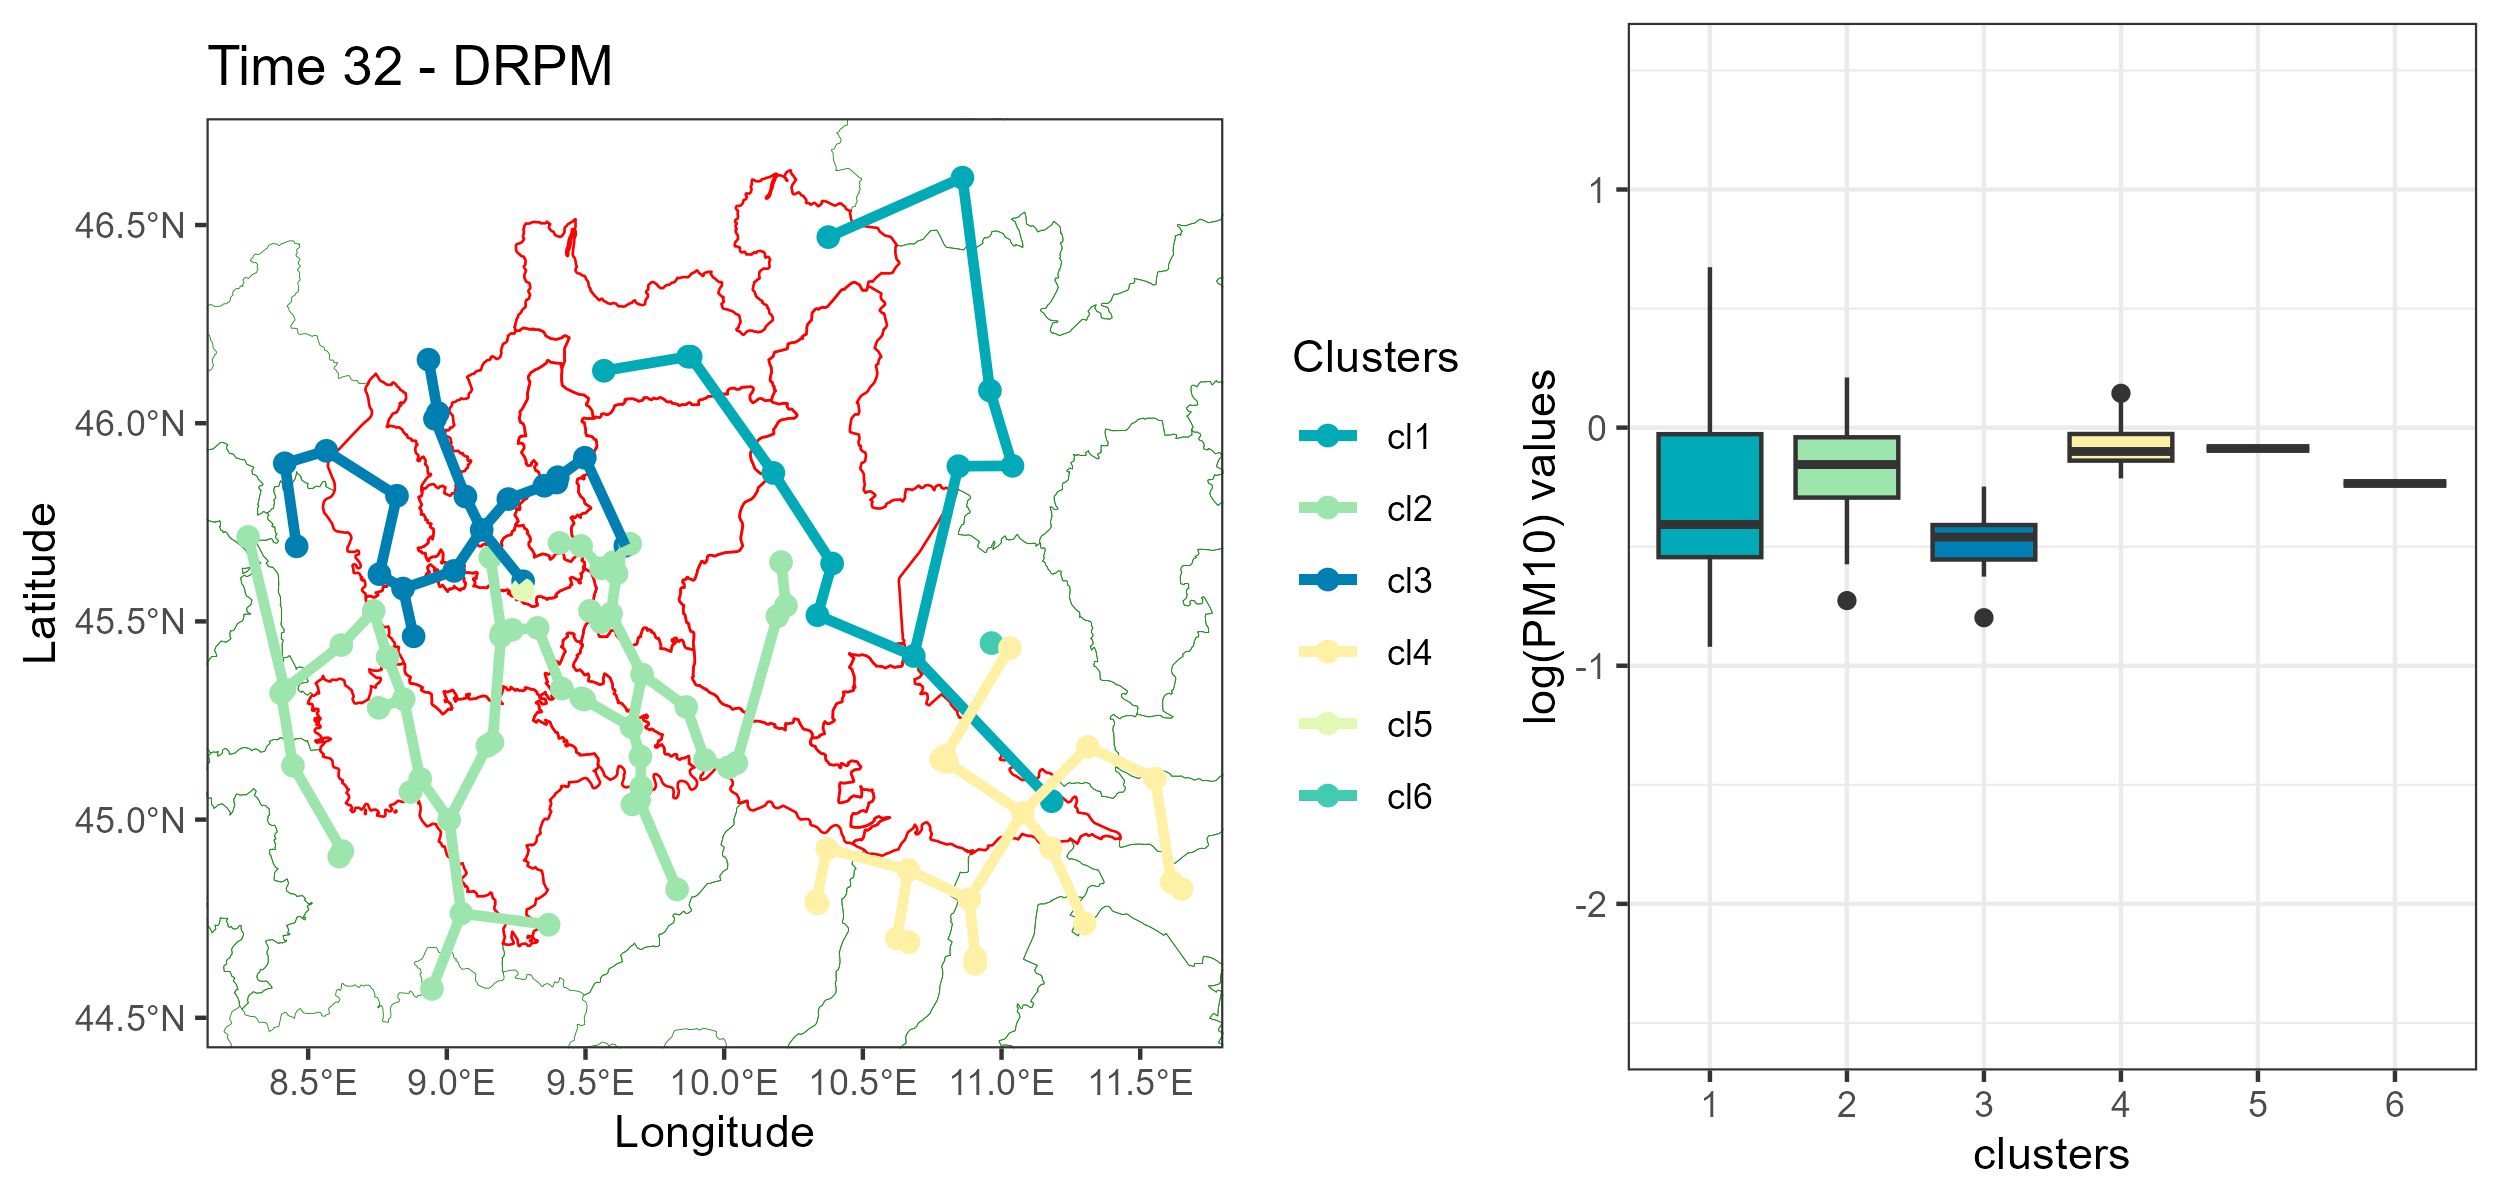 Time 32 - DRPM
Latitude
46.5°N
46.0°N
45.5°N
45.0°N
44.5°N
8.5°E 9.0°E 9.5°E 10.0°E 10.5°E 11.0°E 11.5°E
Longitude
Clusters
cl1
cl2
cl3
cl4
cl5
cl6
log(PM10) values
1
0
-1
-2
1 2 3 4 5 6
clusters